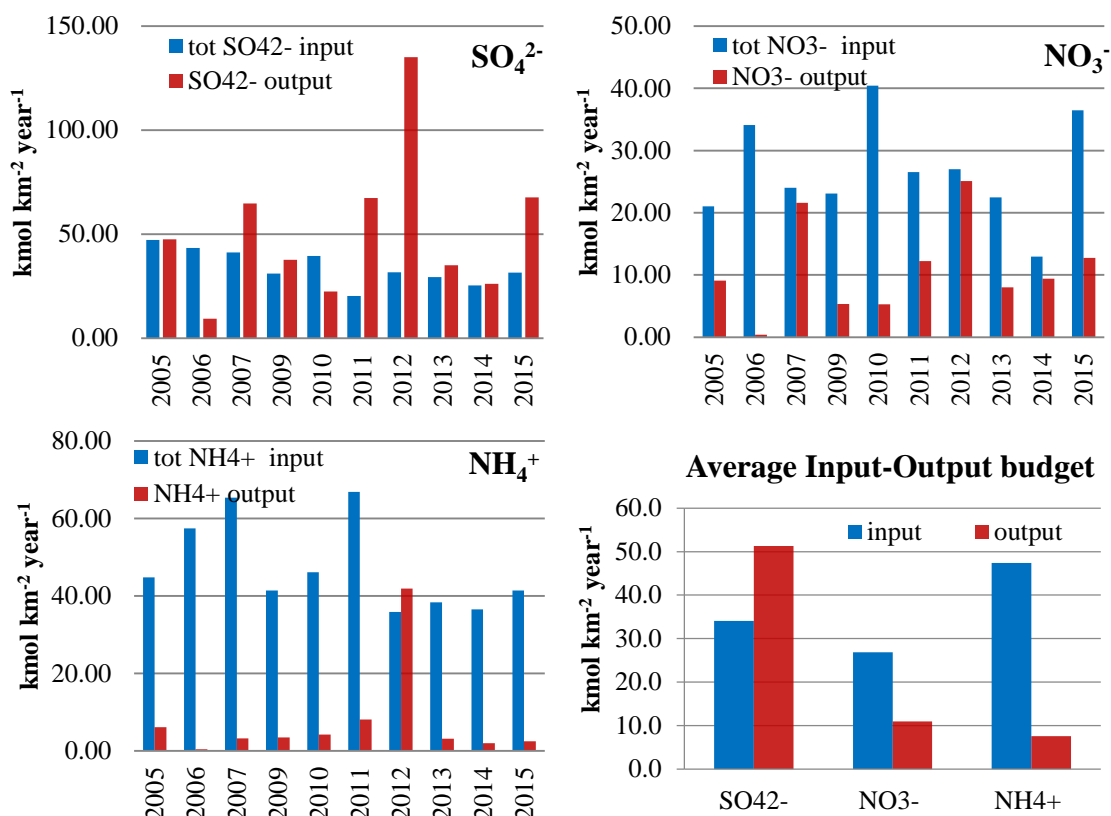 150.00
100.00
50.00
0.00
kmol km⁻² year⁻¹
tot SO42- input
SO42- output
SO₄²⁻
2005
2006
2007
2009
2010
2011
2012
2013
2014
2015
50.00
40.00
30.00
20.00
10.00
0.00
kmol km⁻² year⁻¹
tot NO3- input
NO3- output
NO₃⁻
2005
2006
2007
2009
2010
2011
2012
2013
2014
2015
80.00
60.00
40.00
20.00
0.00
kmol km⁻² year⁻¹
tot NH4+ input
NH4+ output
NH₄⁺
2005
2006
2007
2009
2010
2011
2012
2013
2014
2015
Average Input-Output budget
60.0
50.0
40.0
30.0
20.0
10.0
0.0
kmol km⁻² year⁻¹
input
output
SO42-
NO3-
NH4+